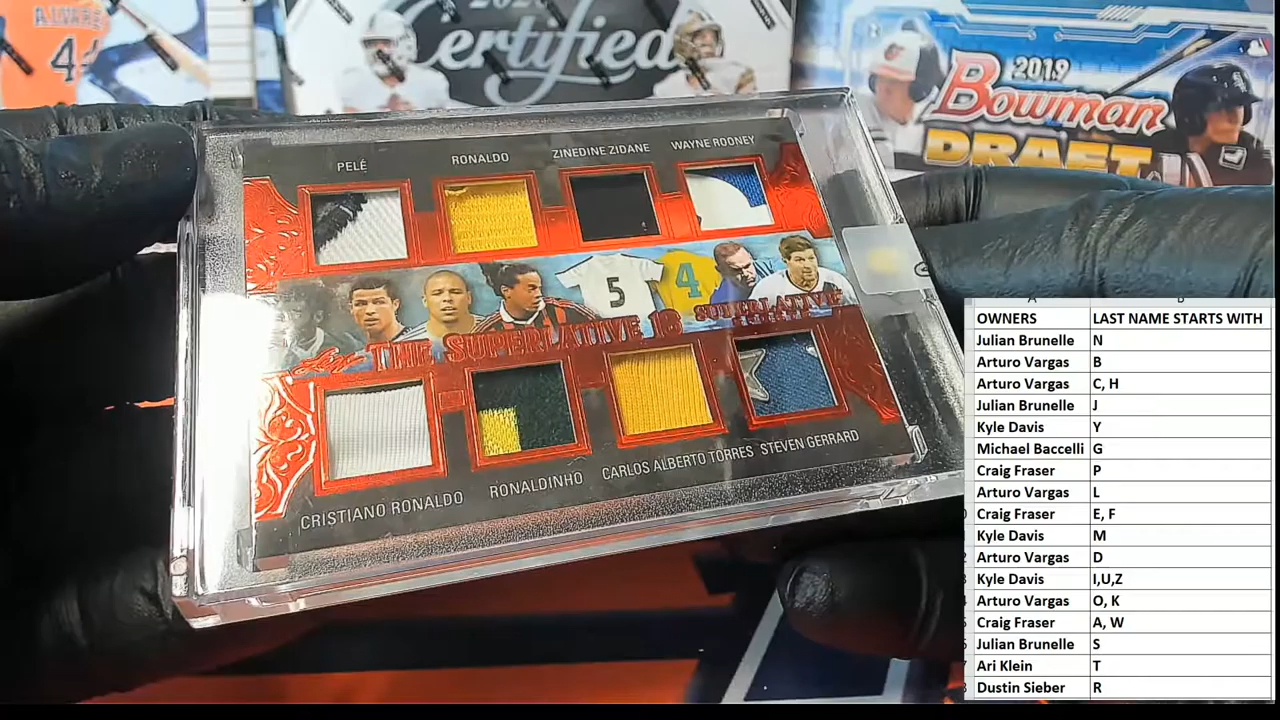 ALVAREZ
44
2020
Certified
2019
Bowman
DRAFT
PELÉ
RONALDO
ZINEDINE ZIDANE
WAYNE ROONEY
5
4
THE SUPERLATIVE 16
SUPERLATIVE
CRISTIANO RONALDO
RONALDINHO
CARLOS ALBERTO TORRES
STEVEN GERRARD
OWNERS LAST NAME STARTS WITH
Julian Brunelle N
Arturo Vargas B
Arturo Vargas C, H
Julian Brunelle J
Kyle Davis Y
Michael Baccelli G
Craig Fraser P
Arturo Vargas L
Craig Fraser E, F
Kyle Davis M
Arturo Vargas D
Kyle Davis I,U,Z
Arturo Vargas O, K
Craig Fraser A, W
Julian Brunelle S
Ari Klein T
Dustin Sieber R